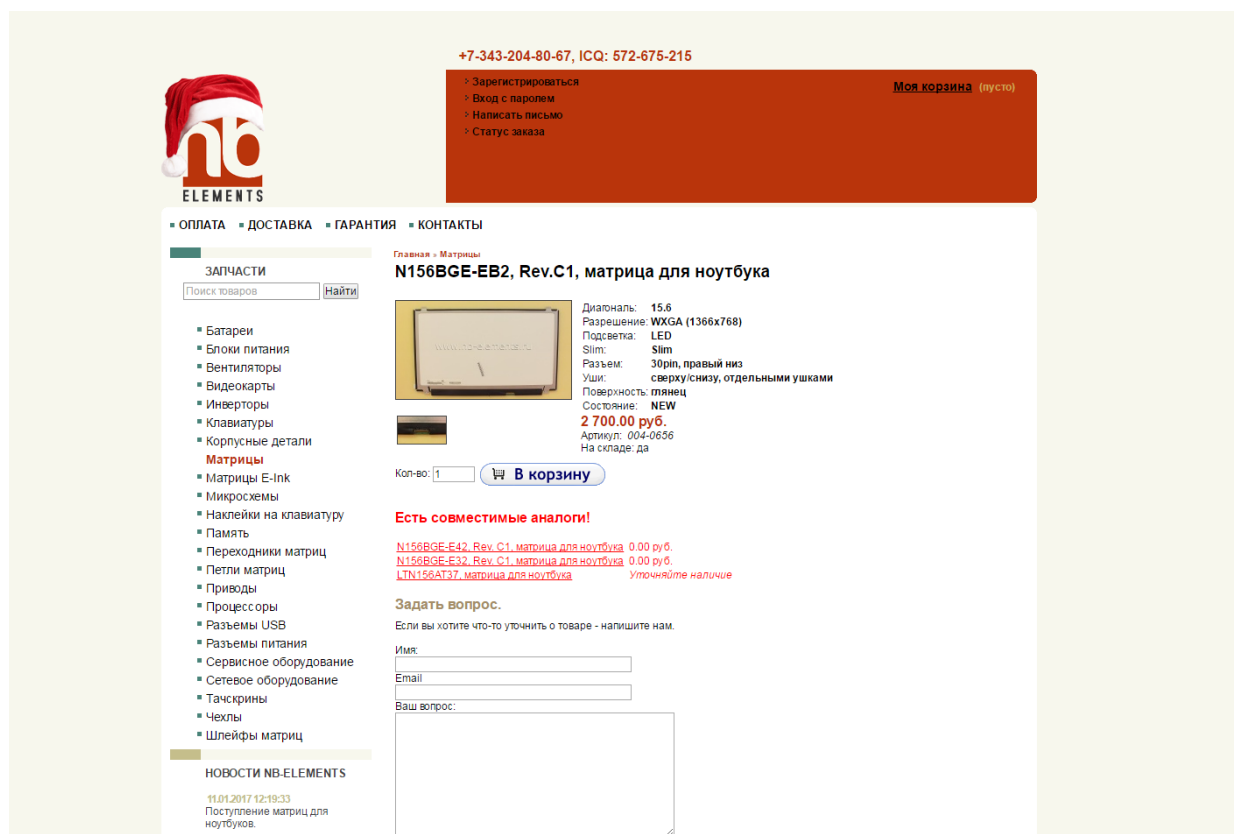 +7-343-204-80-67, ICQ: 572-675-215
Зарегистрироваться
Вход с паролем
Написать письмо
Статус заказа
Моя корзина (пусто)
nb
ELEMENTS
ОПЛАТА ДОСТАВКА ГАРАНТИЯ КОНТАКТЫ
ЗАПЧАСТИ
Поиск товаров Найти
Батареи
Блоки питания
Вентиляторы
Видеокарты
Инверторы
Клавиатуры
Корпусные детали
Матрицы
Матрицы E-Ink
Микросхемы
Наклейки на клавиатуру
Память
Переходники матриц
Петли матриц
Приводы
Процессоры
Разъемы USB
Разъемы питания
Сервисное оборудование
Сетевое оборудование
Тачскрины
Чехлы
Шлейфы матриц
НОВОСТИ NB-ELEMENTS
11.01.2017 12:19:33
Поступление матриц для
ноутбуков.
Главная » Матрицы
N156BGE-EB2, Rev.C1, матрица для ноутбука
www.nb-elements.ru
Диагональ: 15.6
Разрешение: WXGA (1366x768)
Подсветка: LED
Slim: Slim
Разъем: 30pin, правый низ
Уши: сверху/снизу, отдельными ушками
Поверхность: глянец
Состояние: NEW
2 700.00 руб.
Артикул: 004-0656
На складе: да
Кол-во: 1 В корзину
Есть совместимые аналоги!
N156BGE-E42, Rev. C1, матрица для ноутбука 0.00 руб.
N156BGE-E32, Rev. C1, матрица для ноутбука 0.00 руб.
LTN156AT37, матрица для ноутбука Уточняйте наличие
Задать вопрос.
Если вы хотите что-то уточнить о товаре - напишите нам.
Имя:
Email
Ваш вопрос: